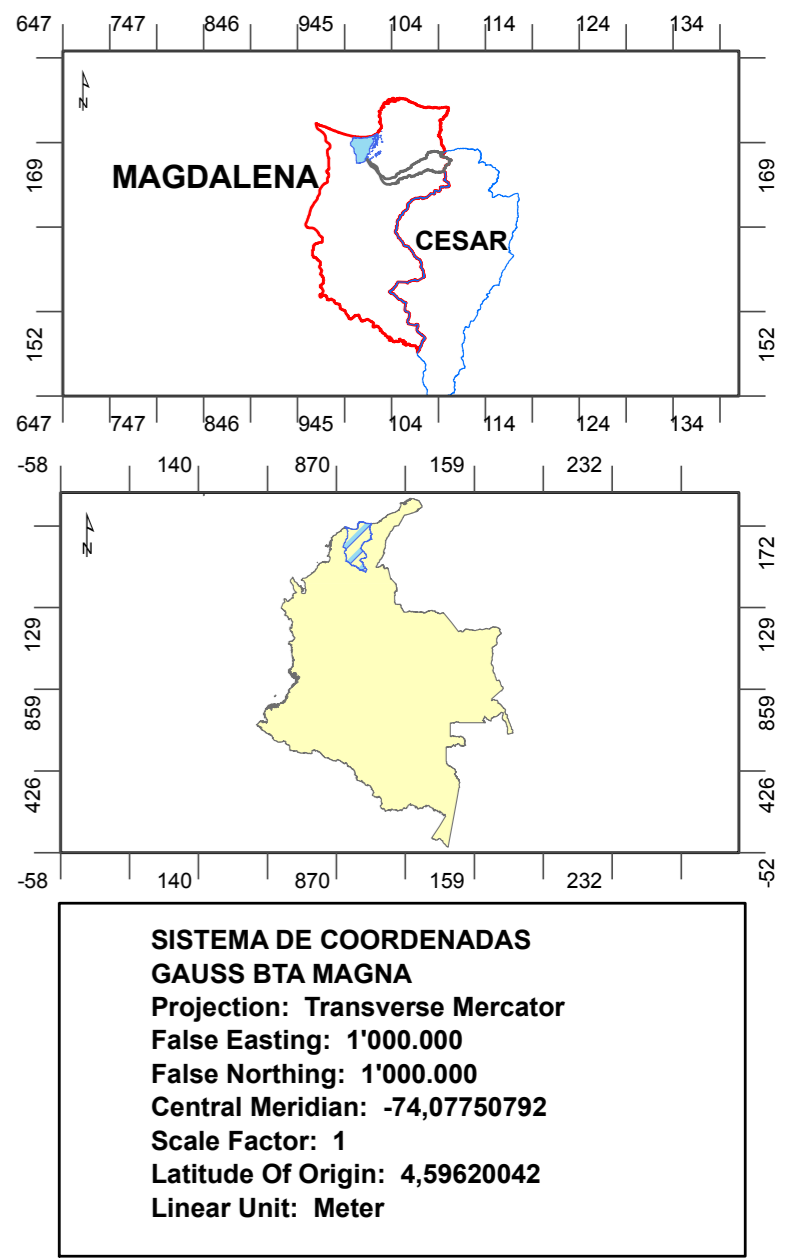 647 747 846 945 104 114 124 134
N
MAGDALENA
CESAR
169 169
152 152
647 747 846 945 104 114 124 134
-58 140 870 159 232
N
172
129 129
859 859
426 426
-52
-58 140 870 159 232
SISTEMA DE COORDENADAS
GAUSS BTA MAGNA
Projection: Transverse Mercator
False Easting: 1'000.000
False Northing: 1'000.000
Central Meridian: -74,07750792
Scale Factor: 1
Latitude Of Origin: 4,59620042
Linear Unit: Meter